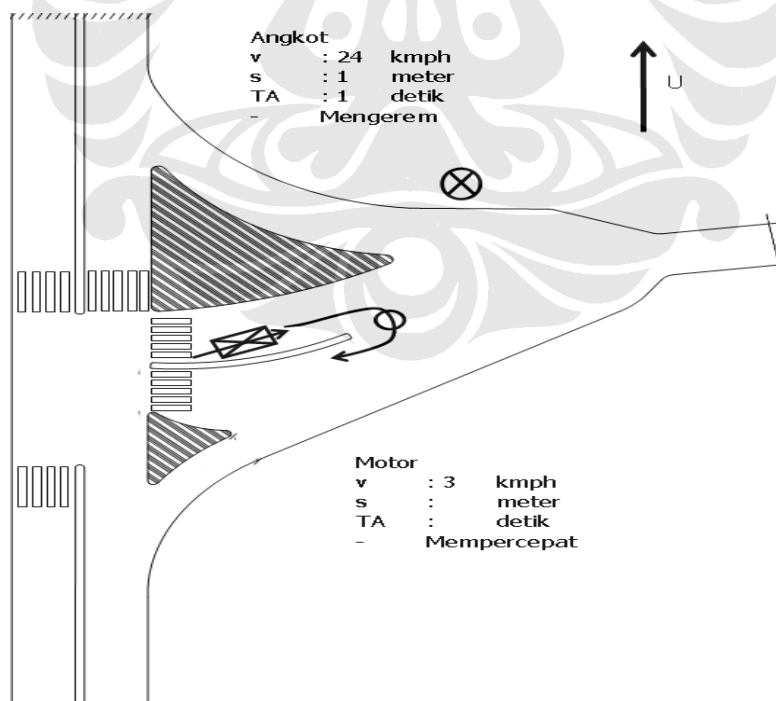 Angkot
v : 24 kmph
s : 1 meter
TA : 1 detik
- Mengerem
U
Motor
v : 3 kmph
s : meter
TA : detik
- Mempercepat